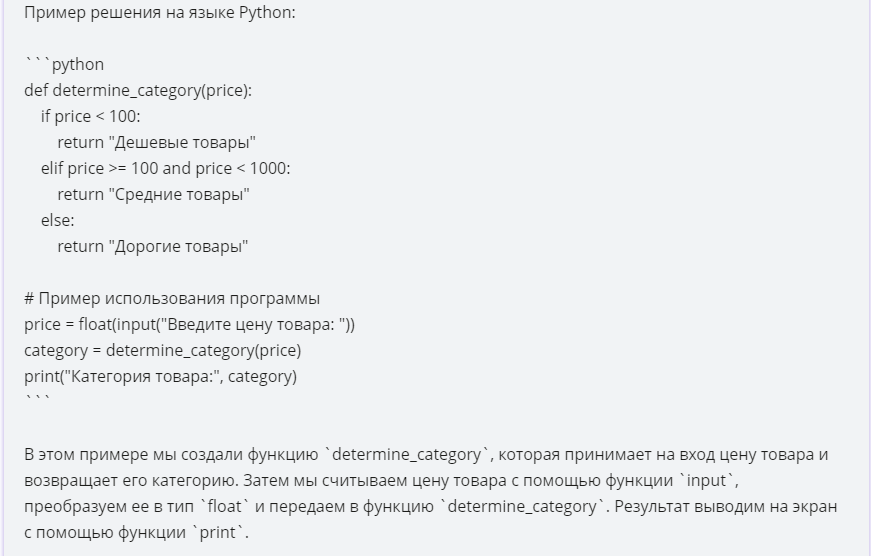 Пример решения на языке Python:
```python
def determine_category(price):
    if price < 100:
        return "Дешевые товары"
    elif price >= 100 and price < 1000:
        return "Средние товары"
    else:
        return "Дорогие товары"
# Пример использования программы
price = float(input("Введите цену товара: "))
category = determine_category(price)
print("Категория товара:", category)
```
В этом примере мы создали функцию `determine_category`, которая принимает на вход цену товара и
возвращает его категорию. Затем мы считываем цену товара с помощью функции `input`,
преобразуем ее в тип `float` и передаем в функцию `determine_category`. Результат выводим на экран
с помощью функции `print`.